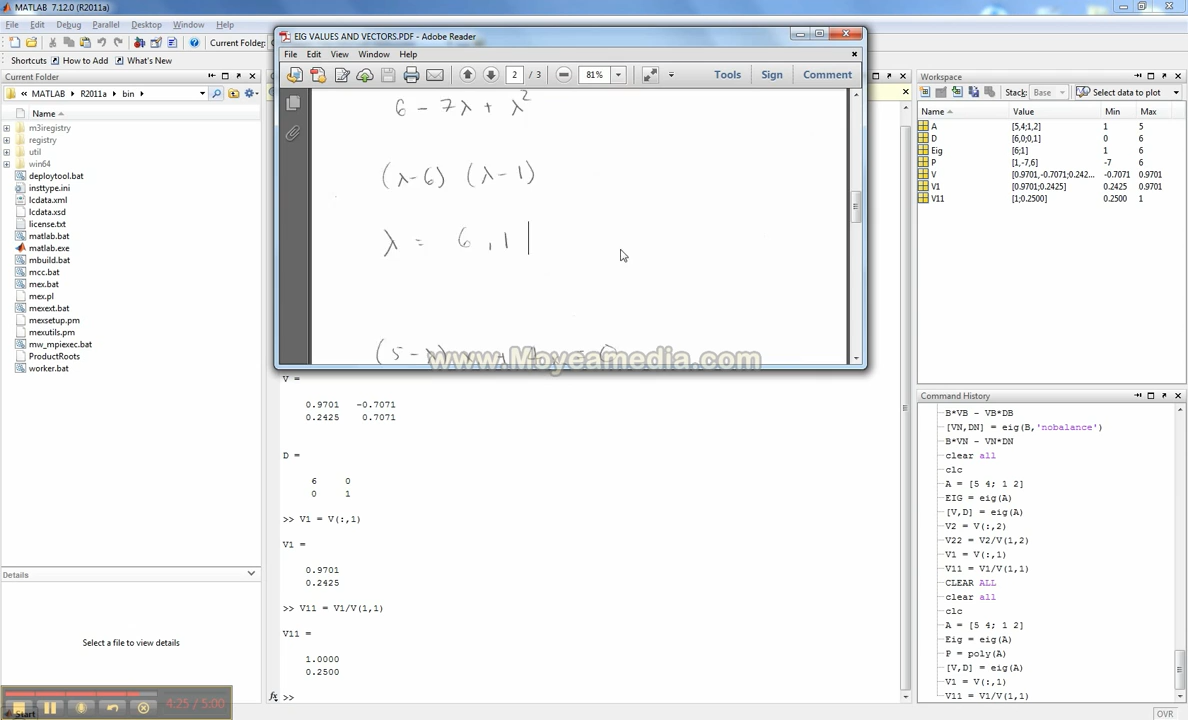 MATLAB 7.12.0 (R2011a)
File Edit Debug Parallel Desktop Window Help
Current Folder:
Shortcuts How to Add What's New
Current Folder
MATLAB R2011a bin
Name
m3iregistry
registry
util
win64
deploytool.bat
insttype.ini
lcdata.xml
lcdata.xsd
license.txt
matlab.bat
matlab.exe
mbuild.bat
mcc.bat
mex.bat
mex.pl
mexext.bat
mexsetup.pm
mexutils.pm
mw_mpiexec.bat
ProductRoots
worker.bat
Details
Select a file to view details
4:25 / 5:00
Start
EIG VALUES AND VECTORS.PDF - Adobe Reader
File Edit View Window Help
2 / 3 81% Tools Sign Comment
6 - 7λ + λ²
(λ-6) (λ-1)
λ = 6, 1
(5-λ)
www.Moyeamedia.com
V =
0.9701 -0.7071
0.2425 0.7071
D =
6 0
0 1
>> V1 = V(:,1)
V1 =
0.9701
0.2425
>> V11 = V1/V(1,1)
V11 =
1.0000
0.2500
fx >>
Workspace
Stack: Base Select data to plot
Name Value Min Max
A [5,4;1,2] 1 5
D [6,0;0,1] 0 6
Eig [6;1] 1 6
P [1,-7,6] -7 6
V [0.9701,-0.7071;0.242... -0.7071 0.9701
V1 [0.9701;0.2425] 0.2425 0.9701
V11 [1;0.2500] 0.2500 1
Command History
B*VB - VB*DB
[VN,DN] = eig(B,'nobalance')
B*VN - VN*DN
clear all
clc
A = [5 4; 1 2]
EIG = eig(A)
[V,D] = eig(A)
V2 = V(:,2)
V22 = V2/V(1,2)
V1 = V(:,1)
V11 = V1/V(1,1)
CLEAR ALL
clear all
clc
A = [5 4; 1 2]
Eig = eig(A)
P = poly(A)
[V,D] = eig(A)
V1 = V(:,1)
V11 = V1/V(1,1)
OVR